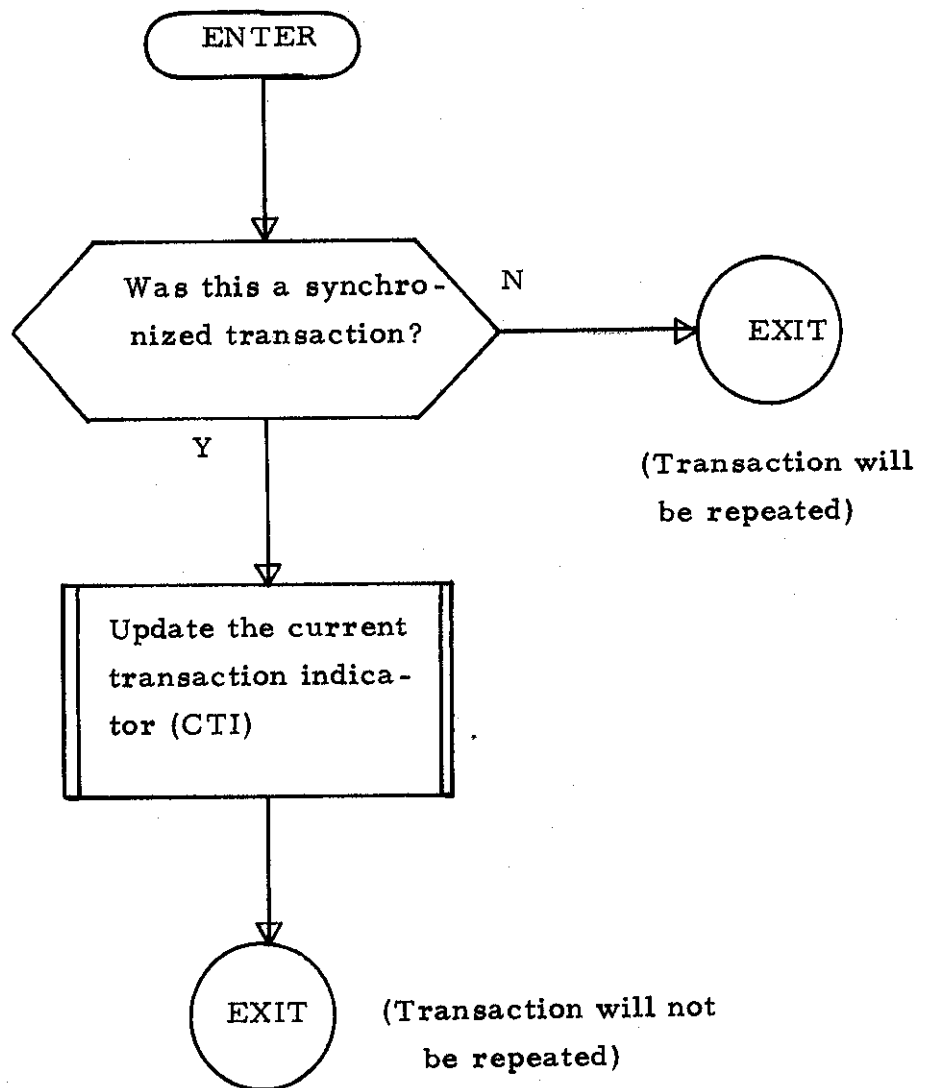 ENTER
Was this a synchro-
nized transaction?
N
EXIT
(Transaction will
be repeated)
Y
Update the current
transaction indica-
tor (CTI)
EXIT
(Transaction will not
be repeated)